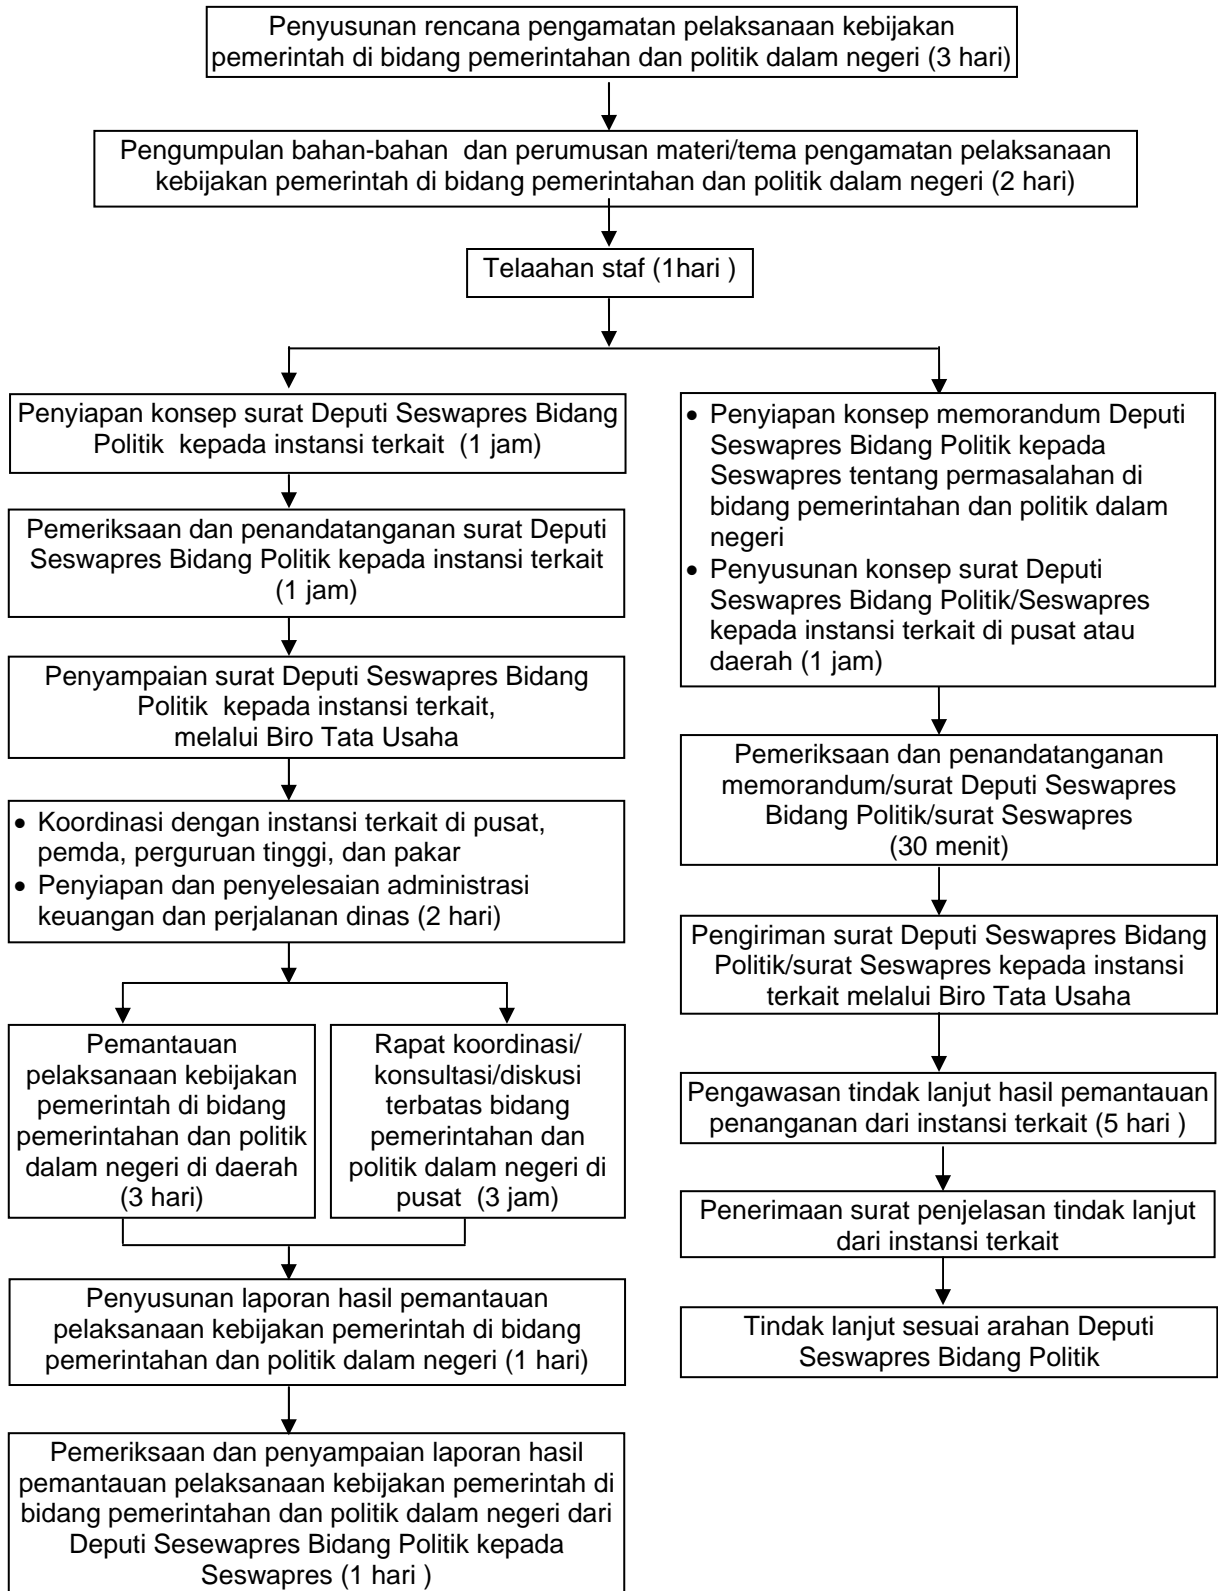 Penyusunan rencana pengamatan pelaksanaan kebijakan
pemerintah di bidang pemerintahan dan politik dalam negeri (3 hari)
Pengumpulan bahan-bahan  dan perumusan materi/tema pengamatan pelaksanaan
kebijakan pemerintah di bidang pemerintahan dan politik dalam negeri (2 hari)
Telaahan staf (1hari )
Penyiapan konsep surat Deputi Seswapres Bidang
Politik  kepada instansi terkait  (1 jam)
Pemeriksaan dan penandatanganan surat Deputi
Seswapres Bidang Politik kepada instansi terkait
(1 jam)
Penyampaian surat Deputi Seswapres Bidang
Politik  kepada instansi terkait,
melalui Biro Tata Usaha
• Koordinasi dengan instansi terkait di pusat,
pemda, perguruan tinggi, dan pakar
• Penyiapan dan penyelesaian administrasi
keuangan dan perjalanan dinas (2 hari)
Pemantauan
pelaksanaan kebijakan
pemerintah di bidang
pemerintahan dan politik
dalam negeri di daerah
(3 hari)
Rapat koordinasi/
konsultasi/diskusi
terbatas bidang
pemerintahan dan
politik dalam negeri di
pusat  (3 jam)
Penyusunan laporan hasil pemantauan
pelaksanaan kebijakan pemerintah di bidang
pemerintahan dan politik dalam negeri (1 hari)
Pemeriksaan dan penyampaian laporan hasil
pemantauan pelaksanaan kebijakan pemerintah di
bidang pemerintahan dan politik dalam negeri dari
Deputi Sesewapres Bidang Politik kepada
Seswapres (1 hari )
• Penyiapan konsep memorandum Deputi
Seswapres Bidang Politik kepada
Seswapres tentang permasalahan di
bidang pemerintahan dan politik dalam
negeri
• Penyusunan konsep surat Deputi
Seswapres Bidang Politik/Seswapres
kepada instansi terkait di pusat atau
daerah (1 jam)
Pemeriksaan dan penandatanganan
memorandum/surat Deputi Seswapres
Bidang Politik/surat Seswapres
(30 menit)
Pengiriman surat Deputi Seswapres Bidang
Politik/surat Seswapres kepada instansi
terkait melalui Biro Tata Usaha
Pengawasan tindak lanjut hasil pemantauan
penanganan dari instansi terkait (5 hari )
Penerimaan surat penjelasan tindak lanjut
dari instansi terkait
Tindak lanjut sesuai arahan Deputi
Seswapres Bidang Politik